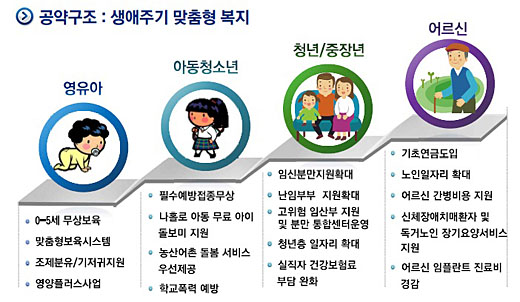 공약구조 : 생애주기 맞춤형 복지
영유아
0-5세 무상보육
맞춤형보육시스템
조제분유/기저귀지원
영양플러스사업
아동청소년
필수예방접종무상
나홀로 아동 무료 아이
돌보미 지원
농산어촌 돌봄 서비스
우선제공
학교폭력 예방
청년/중장년
임신분만지원확대
난임부부 지원확대
고위험 임산부 지원
및 분만 통합센터운영
청년층 일자리 확대
실직자 건강보험료
부담 완화
어르신
기초연금도입
노인일자리 확대
어르신 간병비용 지원
신체장애치매환자 및
독거노인 장기요양서비스
지원
어르신 임플란트 진료비
경감